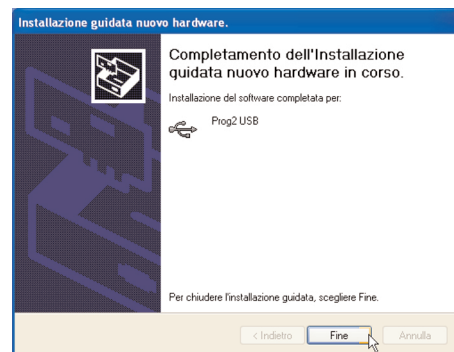 Installazione guidata nuovo hardware.
Completamento dell'Installazione
guidata nuovo hardware in corso.
Installazione del software completata per:
Prog2 USB
Per chiudere l'installazione guidata, scegliere Fine.
< Indietro
Fine
Annulla